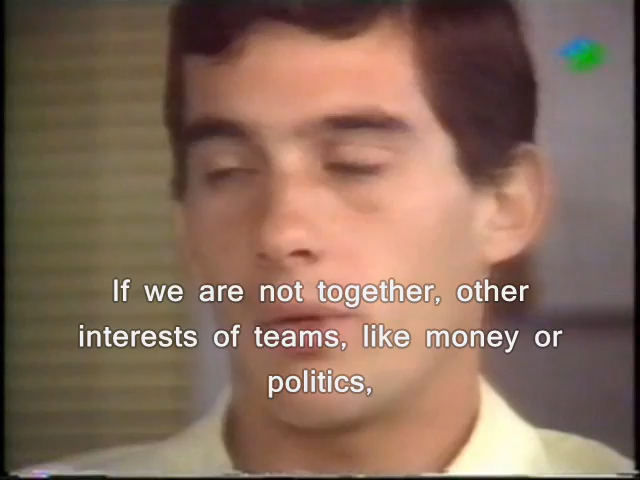 If we are not together, other
interests of teams, like money or
politics,